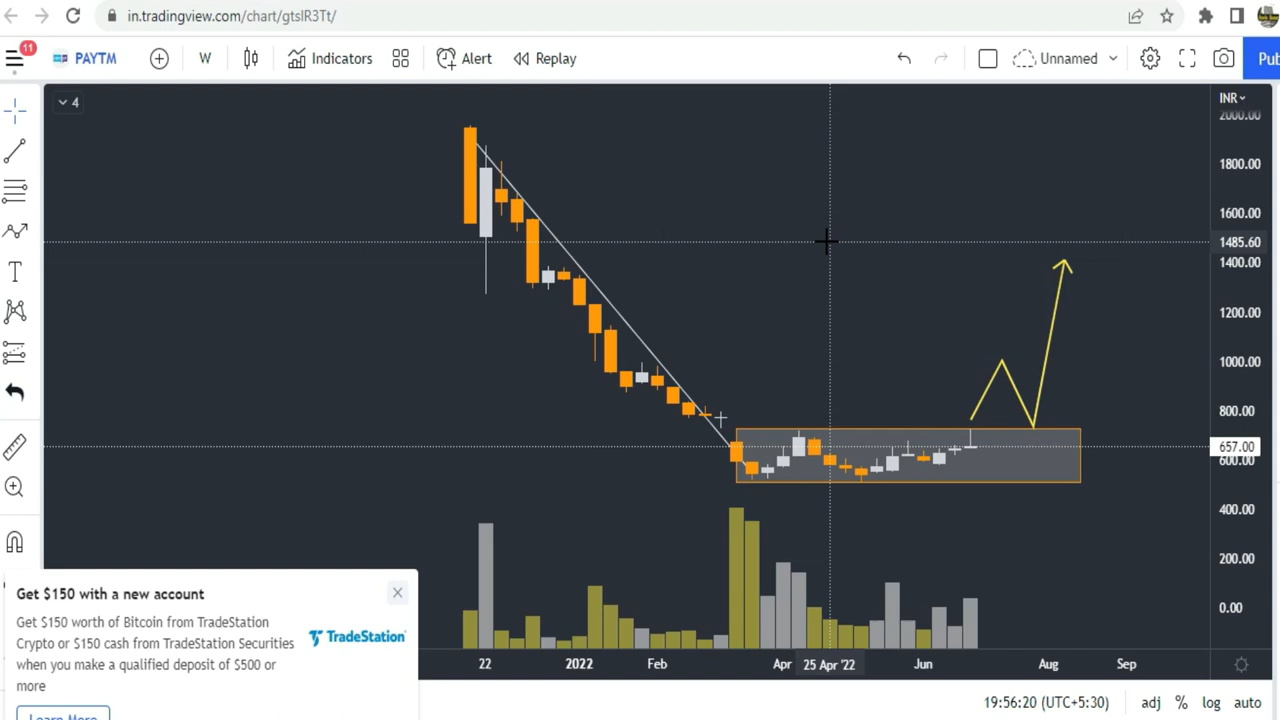 in.tradingview.com/chart/gtslR3Tt/
11
PAYTM
W
Indicators
Alert
Replay
Unnamed
Pub
4
INR
2000.00
1800.00
1600.00
1485.60
1400.00
1200.00
1000.00
800.00
657.00
600.00
400.00
200.00
0.00
22
2022
Feb
Apr
25 Apr '22
Jun
Aug
Sep
Get $150 with a new account
Get $150 worth of Bitcoin from TradeStation
Crypto or $150 cash from TradeStation Securities
when you make a qualified deposit of $500 or
more
TradeStation
Learn More
19:56:20 (UTC+5:30)
adj
%
log
auto